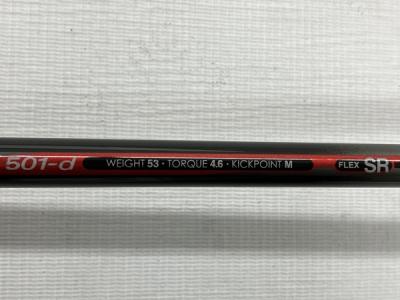 501-d WEIGHT 53 · TORQUE 4.6 · KICKPOINT M FLEX SR